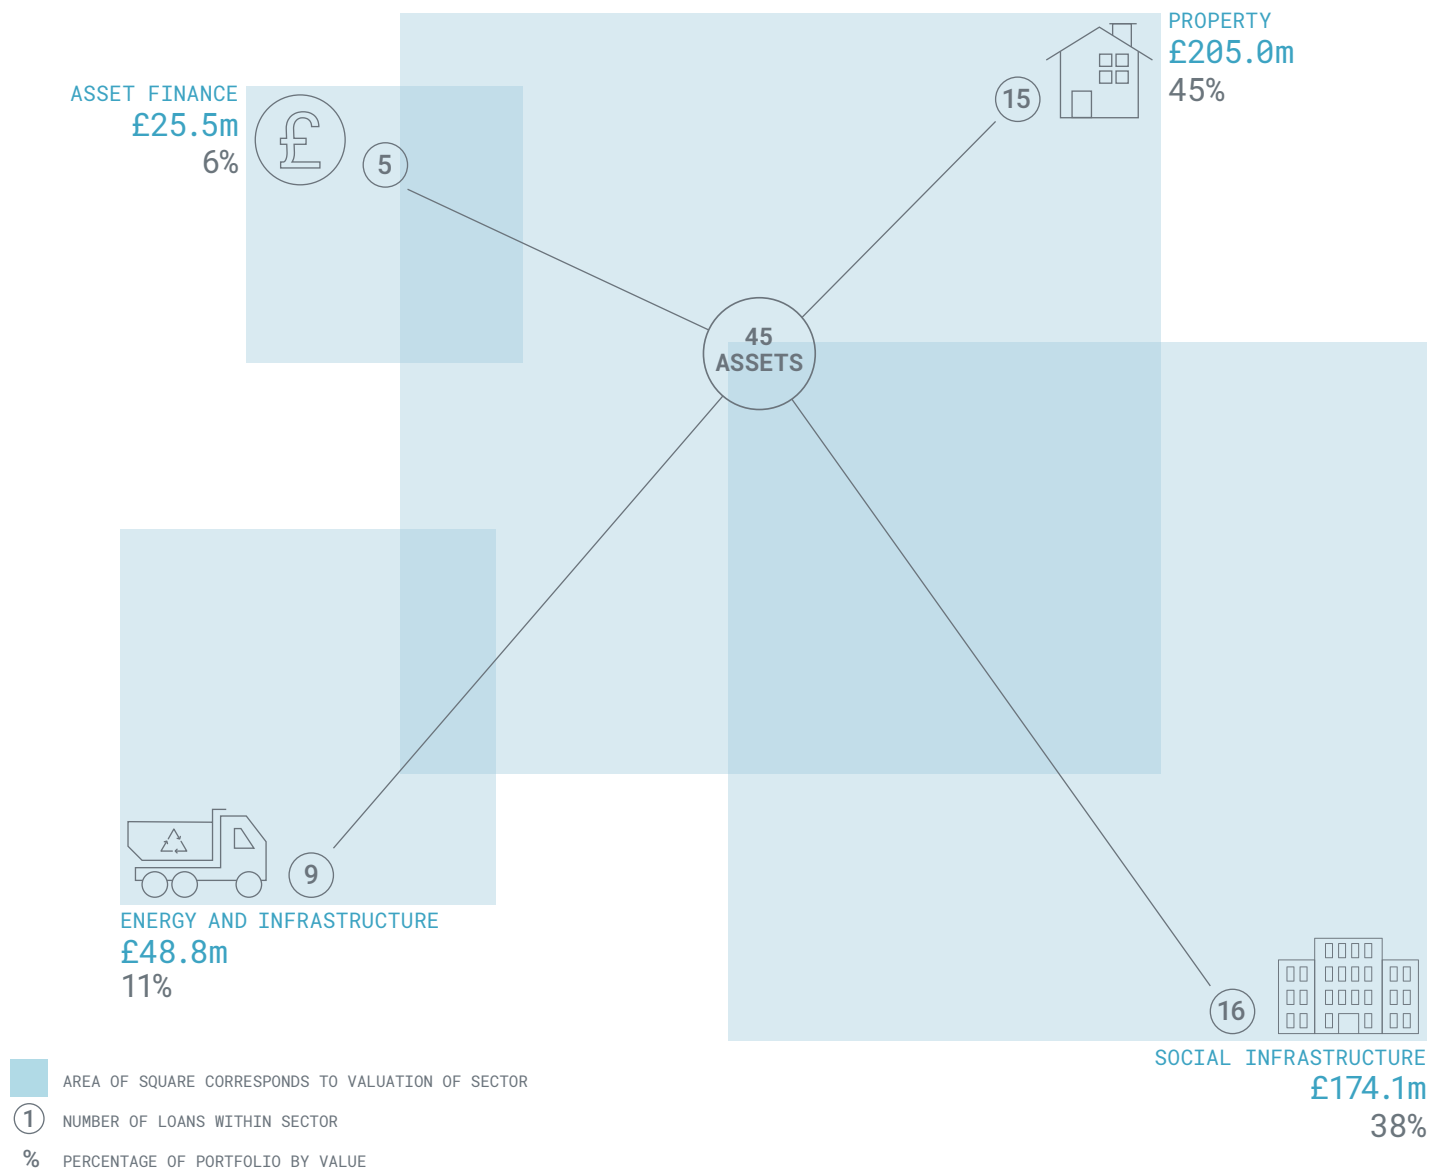 PROPERTY
£205.0m
45%
15
ASSET FINANCE
£25.5m
6%
£
5
45
ASSETS
9
ENERGY AND INFRASTRUCTURE
£48.8m
11%
16
SOCIAL INFRASTRUCTURE
£174.1m
38%
AREA OF SQUARE CORRESPONDS TO VALUATION OF SECTOR
1 NUMBER OF LOANS WITHIN SECTOR
% PERCENTAGE OF PORTFOLIO BY VALUE